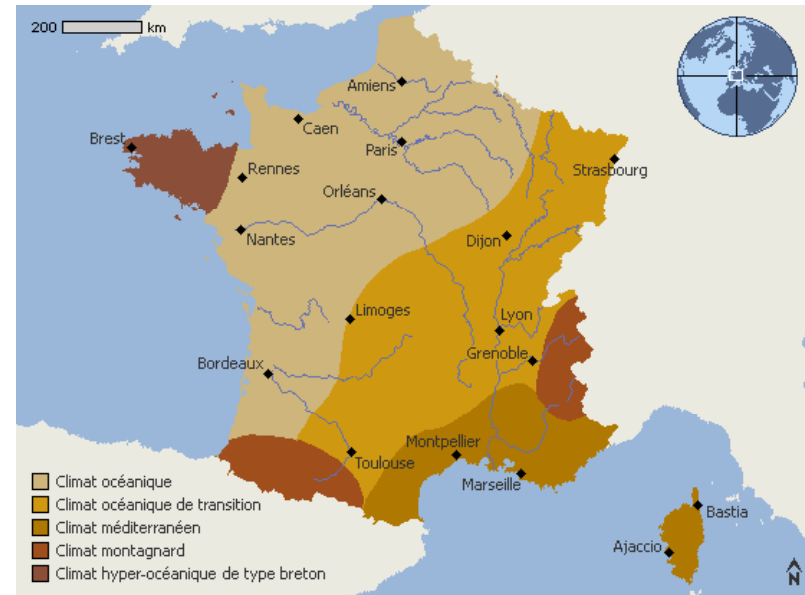 200 km
Amiens
Caen
Brest
Paris
Strasbourg
Rennes
Orléans
Nantes
Dijon
Limoges
Lyon
Grenoble
Bordeaux
Montpellier
Toulouse
Marseille
Climat océanique
Climat océanique de transition
Climat méditerranéen
Climat montagnard
Climat hyper-océanique de type breton
Bastia
Ajaccio
N